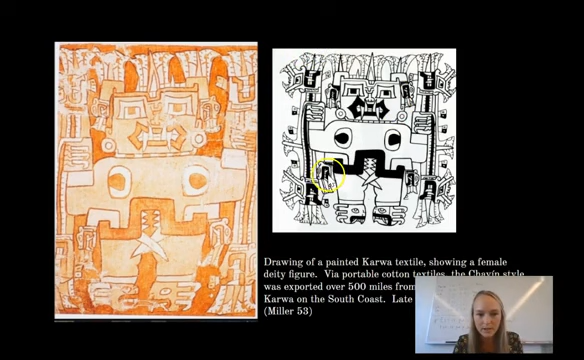 Drawing of a painted Karwa textile, showing a female
deity figure. Via portable cotton textiles, the Chavín style
was exported over 500 miles from
Karwa on the South Coast. Late
(Miller 53)